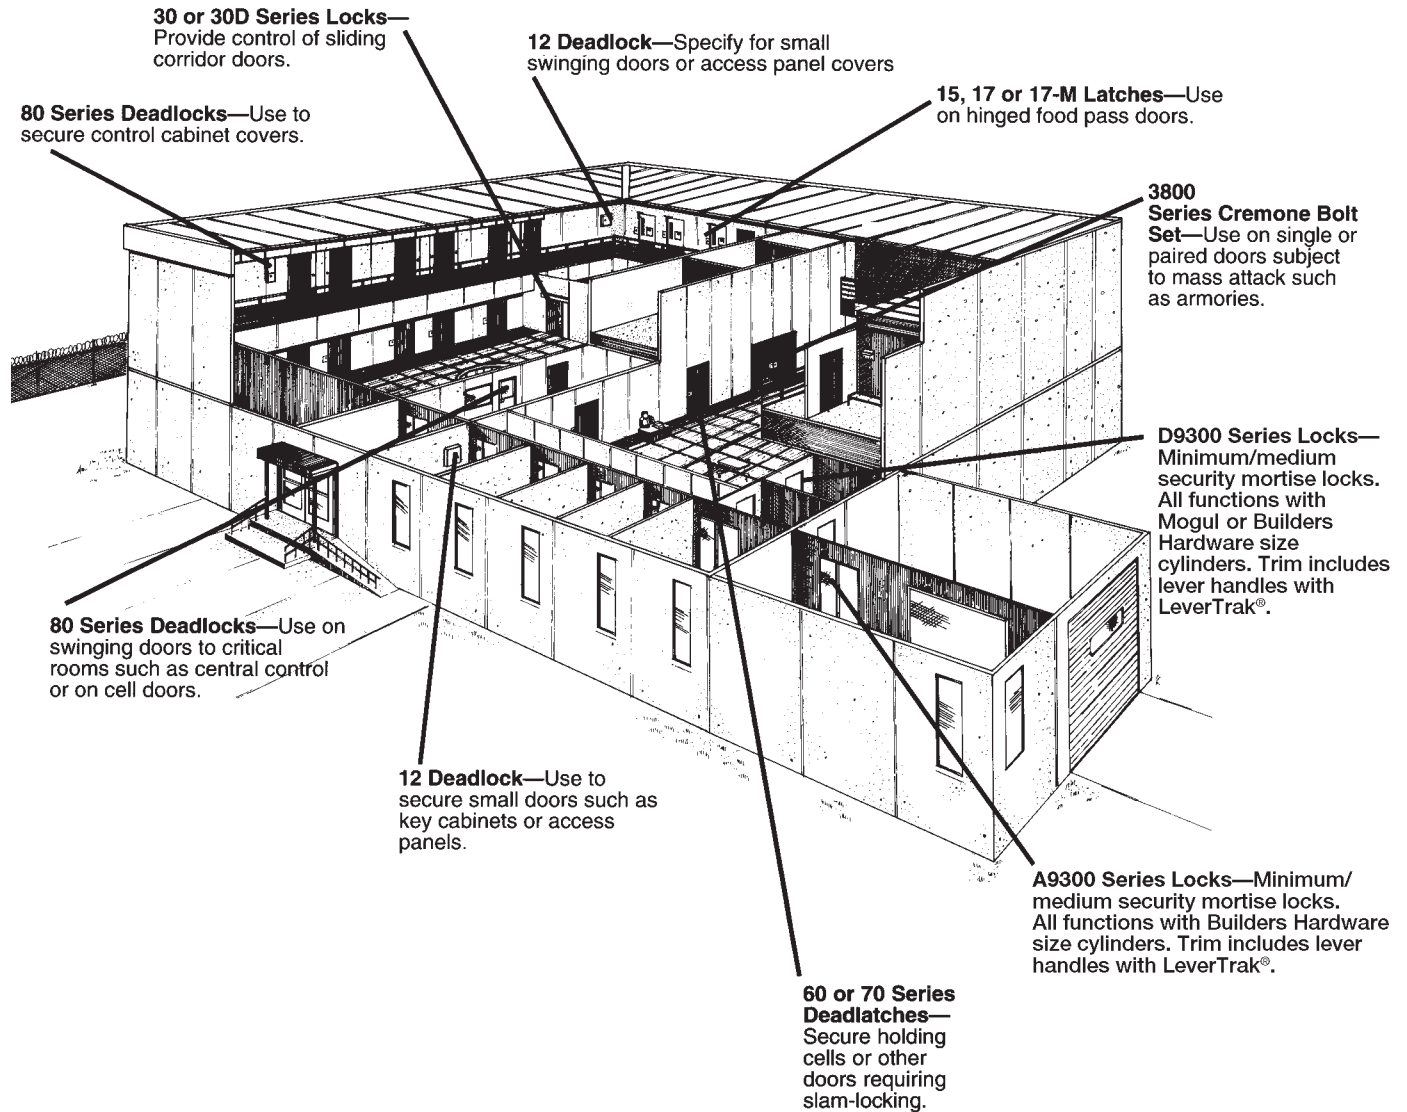 30 or 30D Series Locks—
Provide control of sliding
corridor doors.
12 Deadlock—Specify for small
swinging doors or access panel covers
15, 17 or 17-M Latches—Use
on hinged food pass doors.
80 Series Deadlocks—Use to
secure control cabinet covers.
3800
Series Cremone Bolt
Set—Use on single or
paired doors subject
to mass attack such
as armories.
D9300 Series Locks—
Minimum/medium
security mortise locks.
All functions with
Mogul or Builders
Hardware size
cylinders. Trim includes
lever handles with
LeverTrak®.
80 Series Deadlocks—Use on
swinging doors to critical
rooms such as central control
or on cell doors.
12 Deadlock—Use to
secure small doors such as
key cabinets or access
panels.
A9300 Series Locks—Minimum/
medium security mortise locks.
All functions with Builders Hardware
size cylinders. Trim includes lever
handles with LeverTrak®.
60 or 70 Series
Deadlatches—
Secure holding
cells or other
doors requiring
slam-locking.